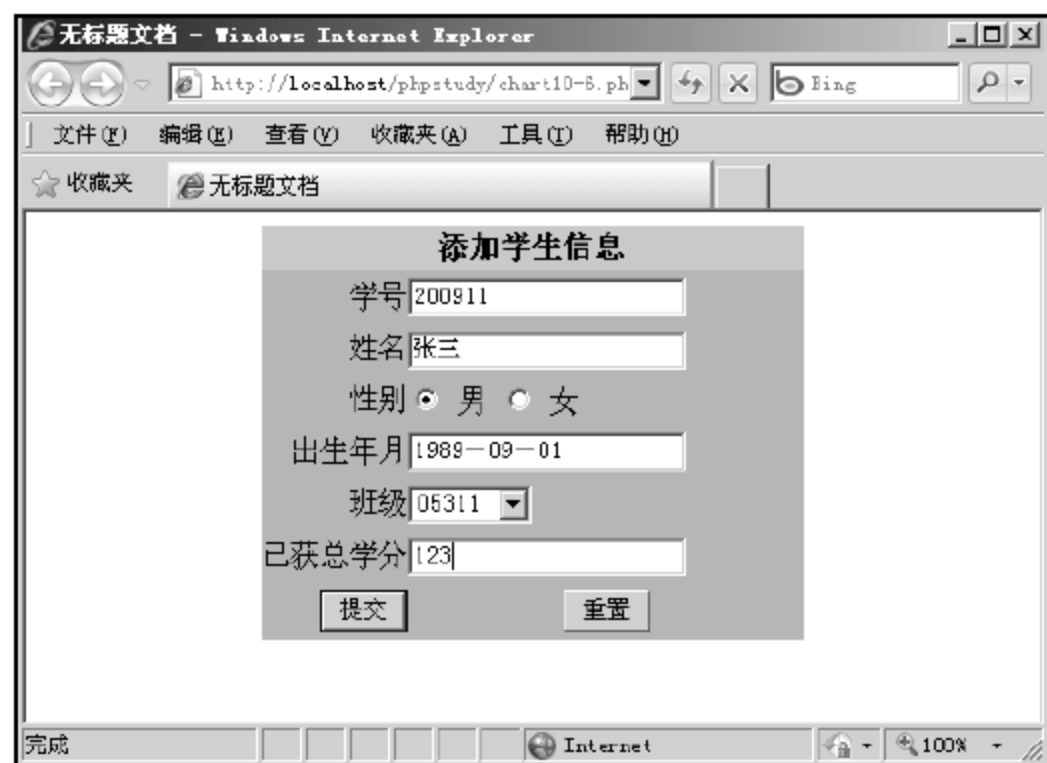 无标题文档 - Windows Internet Explorer
http://localhost/phpstudy/chart10-6.ph
Bing
文件(F) 编辑(E) 查看(V) 收藏夹(A) 工具(T) 帮助(H)
收藏夹 无标题文档
添加学生信息
学号 200911
姓名 张三
性别 男 女
出生年月 1989-09-01
班级 05311
已获总学分 123
提交 重置
完成 Internet 100%